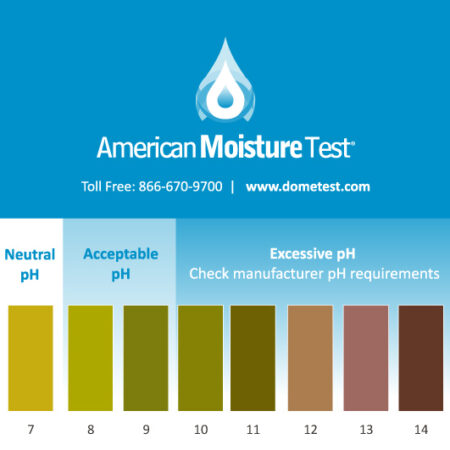 American Moisture Test®
Toll Free: 866-670-9700 | www.dometest.com
Neutral
pH
Acceptable
pH
Excessive pH
Check manufacturer pH requirements
7 8 9 10 11 12 13 14